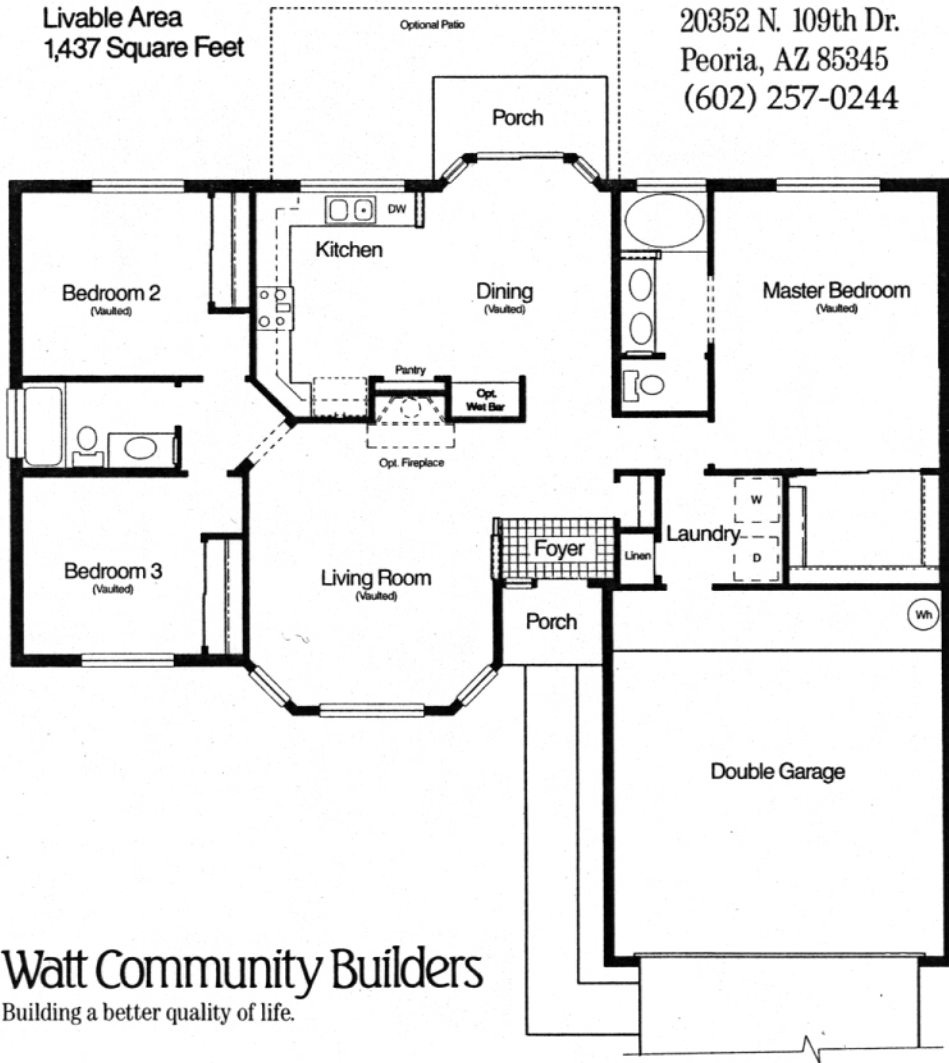 Livable Area
1,437 Square Feet
20352 N. 109th Dr.
Peoria, AZ 85345
(602) 257-0244
Optional Patio
Porch
DW
Kitchen
Bedroom 2
(Vaulted)
Dining
(Vaulted)
Master Bedroom
(Vaulted)
Pantry
Opt.
Wet Bar
Opt. Fireplace
W
Laundry
Foyer
Linen
D
Bedroom 3
(Vaulted)
Living Room
(Vaulted)
Porch
Wh
Double Garage
Watt Community Builders
Building a better quality of life.